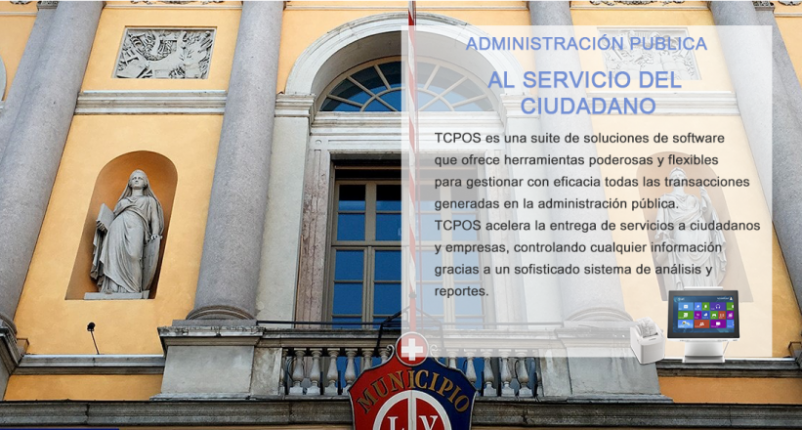 ADMINISTRACIÓN PUBLICA
AL SERVICIO DEL
CIUDADANO
TCPOS es una suite de soluciones de software
que ofrece herramientas poderosas y flexibles
para gestionar con eficacia todas las transacciones
generadas en la administración pública.
TCPOS acelera la entrega de servicios a ciudadanos
y empresas, controlando cualquier información
gracias a un sofisticado sistema de análisis y
reportes.
MUNICIPIO
L V